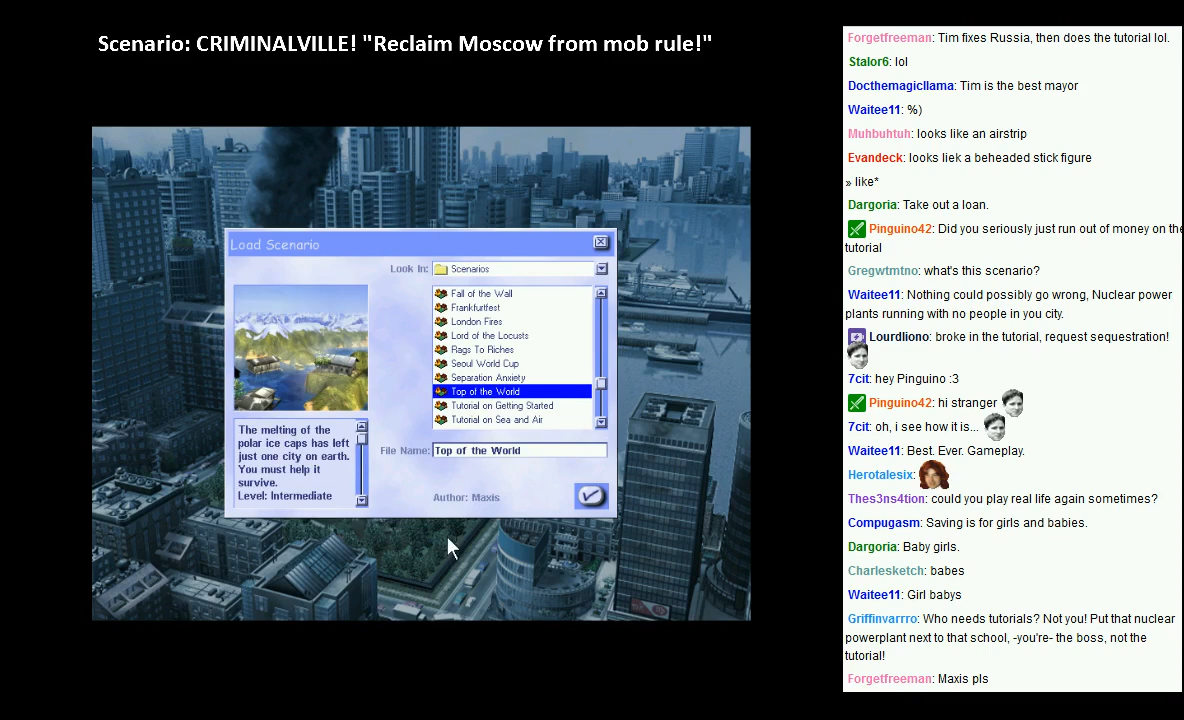 Scenario: CRIMINALVILLE! "Reclaim Moscow from mob rule!"
Load Scenario
Look In: Scenarios
Fall of the Wall
Frankfurtfest
London Fires
Lord of the Locusts
Rags To Riches
Seoul World Cup
Separation Anxiety
Top of the World
Tutorial on Getting Started
Tutorial on Sea and Air
The melting of the
polar ice caps has left
just one city on earth.
You must help it
survive.
Level: Intermediate
File Name: Top of the World
Author: Maxis
Forgetfreeman: Tim fixes Russia, then does the tutorial lol.
Stalor6: lol
Docthemagicllama: Tim is the best mayor
Waitee11: %)
Muhbuhtuh: looks like an airstrip
Evandeck: looks liek a beheaded stick figure
» like*
Dargoria: Take out a loan.
Pinguino42: Did you seriously just run out of money on the
tutorial
Gregwtmtno: what's this scenario?
Waitee11: Nothing could possibly go wrong, Nuclear power
plants running with no people in you city.
Lourdliono: broke in the tutorial, request sequestration!
7cit: hey Pinguino :3
Pinguino42: hi stranger
7cit: oh, i see how it is...
Waitee11: Best. Ever. Gameplay.
Herotalesix:
Thes3ns4tion: could you play real life again sometimes?
Compugasm: Saving is for girls and babies.
Dargoria: Baby girls.
Charlesketch: babes
Waitee11: Girl babys
Griffinvarrro: Who needs tutorials? Not you! Put that nuclear
powerplant next to that school, -you're- the boss, not the
tutorial!
Forgetfreeman: Maxis pls